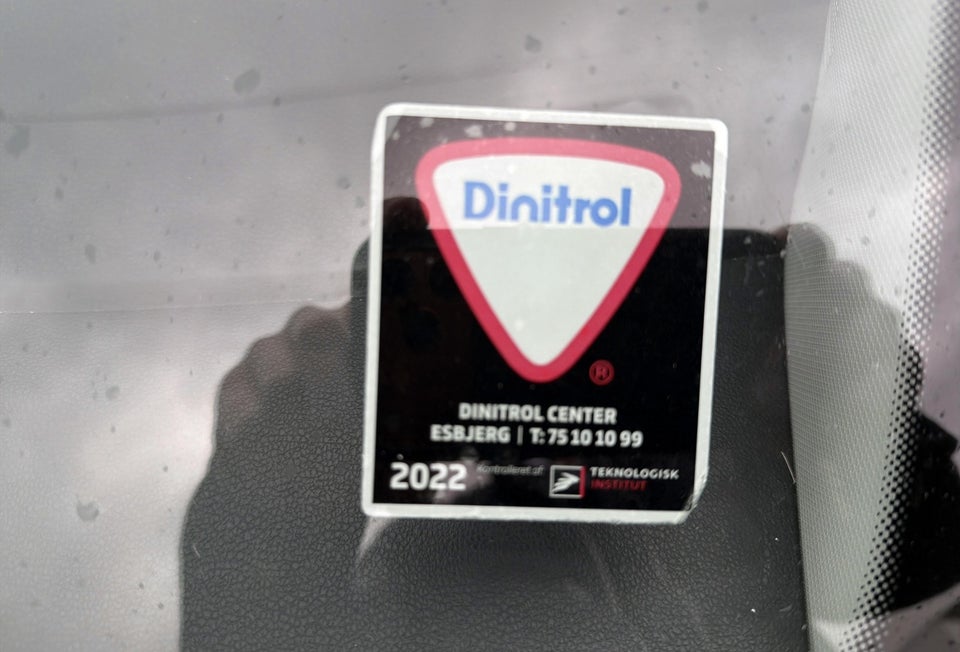 Dinitrol
®
DINITROL CENTER
ESBJERG | T: 75 10 10 99
2022 kontrolleret af TEKNOLOGISK
INSTITUT